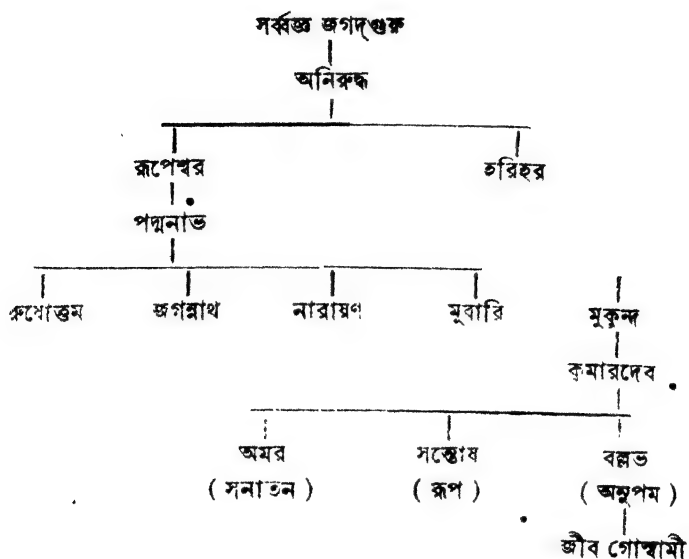 সর্ব্বজ্ঞ জগদ্‌গুরু
অনিরুদ্ধ
রূপেশ্বর হরিহর
পদ্মনাভ
রুষোত্তম জগন্নাথ নারায়ণ মুরারি মুকুন্দ
কুমারদেব
অমর সন্তোষ বল্লভ
( সনাতন ) ( রূপ ) ( অনুপম )
জীব গোস্বামী